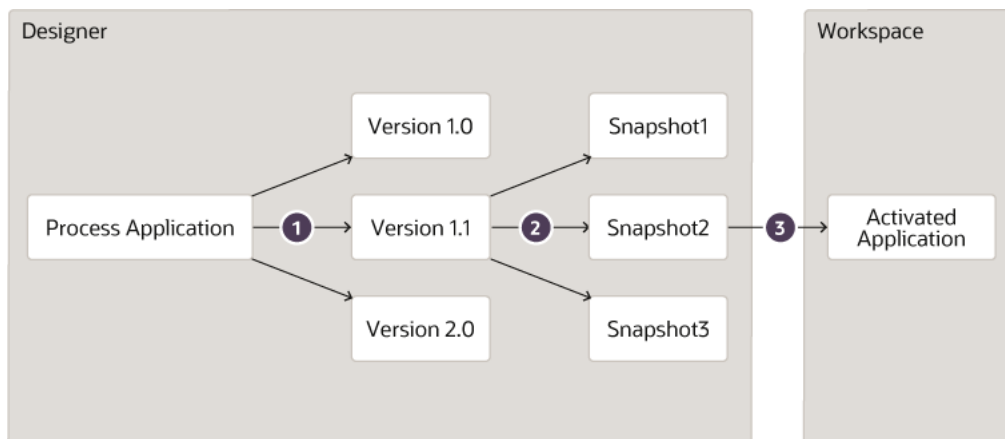 Designer
Workspace
Version 1.0
Snapshot1
Process Application
1
Version 1.1
2
Snapshot2
3
Activated
Application
Version 2.0
Snapshot3